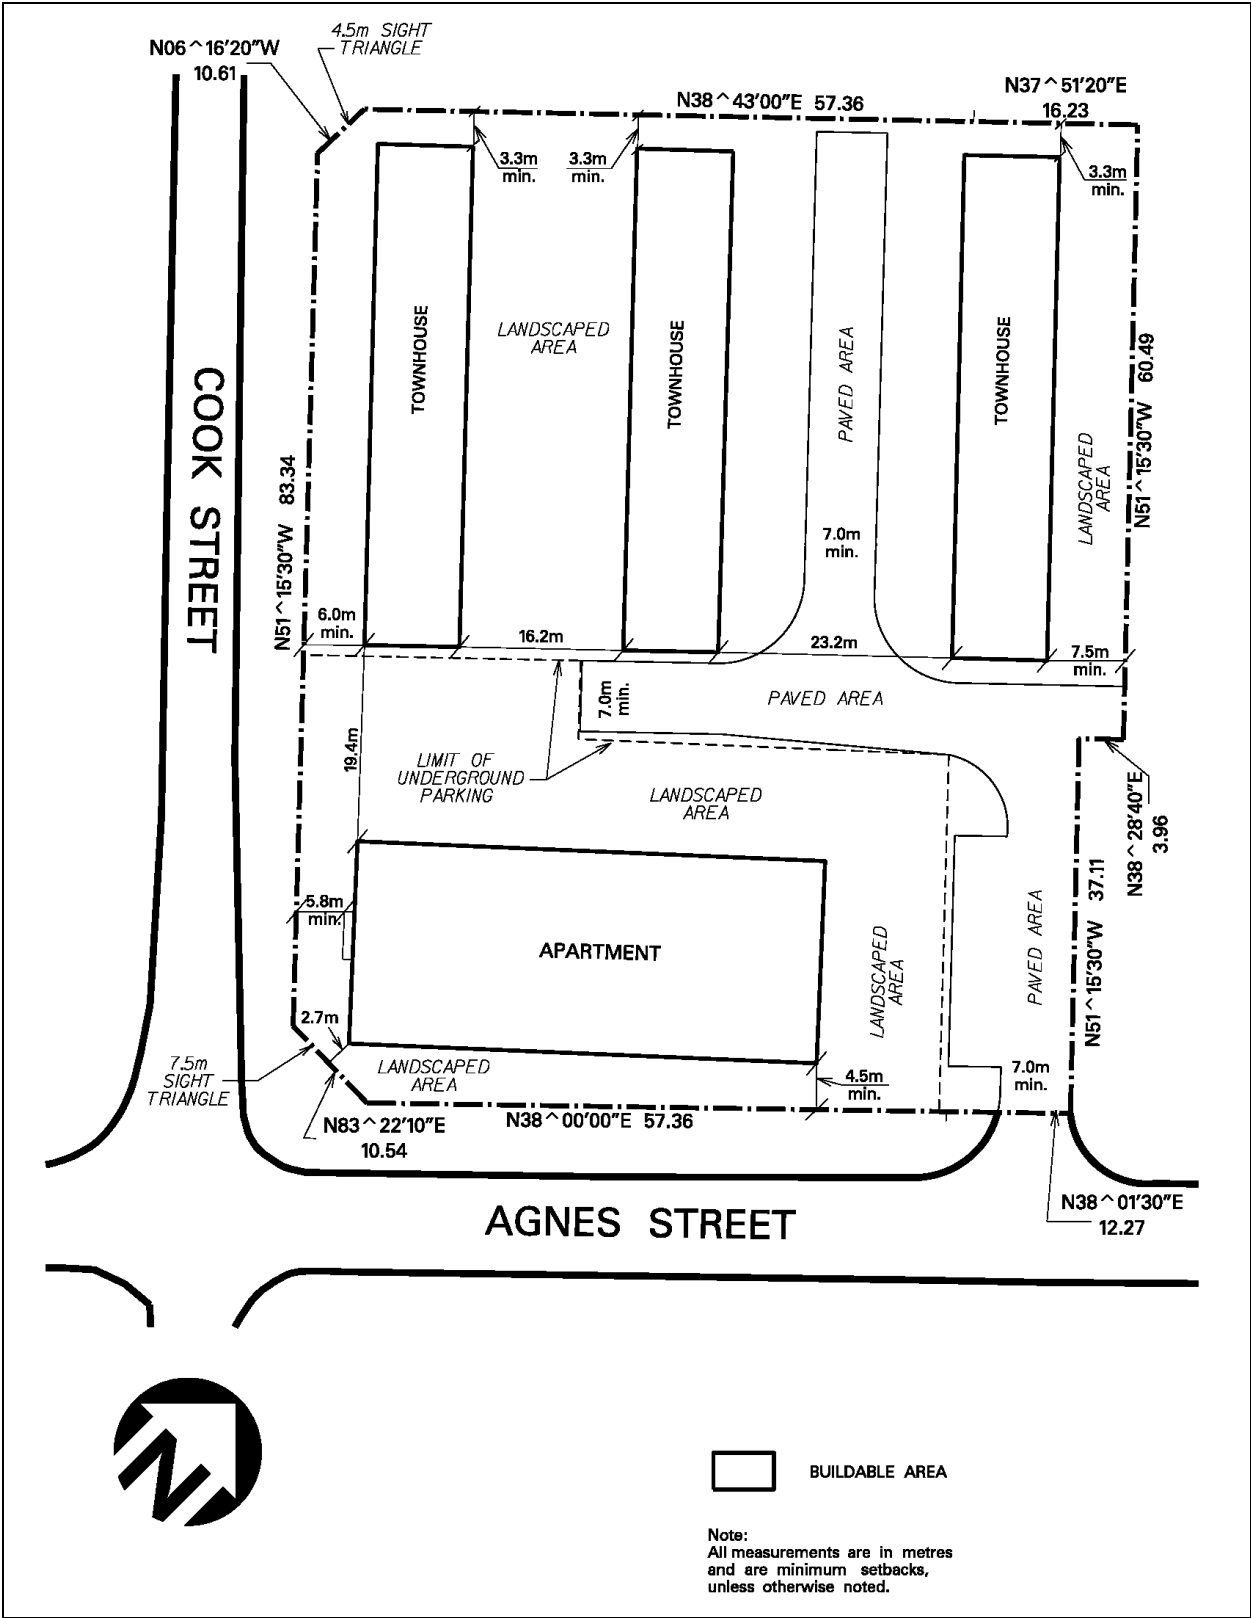 4.5m SIGHT
TRIANGLE
N06^16'20"W
10.61
N38^43'00"E 57.36
N37^51'20"E
16.23
3.3m
min.
3.3m
min.
3.3m
min.
TOWNHOUSE
LANDSCAPED
AREA
TOWNHOUSE
PAVED AREA
TOWNHOUSE
LANDSCAPED
AREA
N51^15'30"W 60.49
COOK STREET
N51^15'30"W 83.34
7.0m
min.
6.0m
min.
16.2m
23.2m
7.5m
min.
7.0m
min.
PAVED AREA
19.4m
LIMIT OF
UNDERGROUND
PARKING
LANDSCAPED
AREA
N38^28'40"E
3.96
5.8m
min.
APARTMENT
LANDSCAPED
AREA
PAVED AREA
N51^15'30"W 37.11
2.7m
7.5m
SIGHT
TRIANGLE
LANDSCAPED
AREA
4.5m
min.
7.0m
min.
N83^22'10"E
10.54
N38^00'00"E 57.36
N38^01'30"E
12.27
AGNES STREET
N
BUILDABLE AREA
Note:
All measurements are in metres
and are minimum setbacks,
unless otherwise noted.